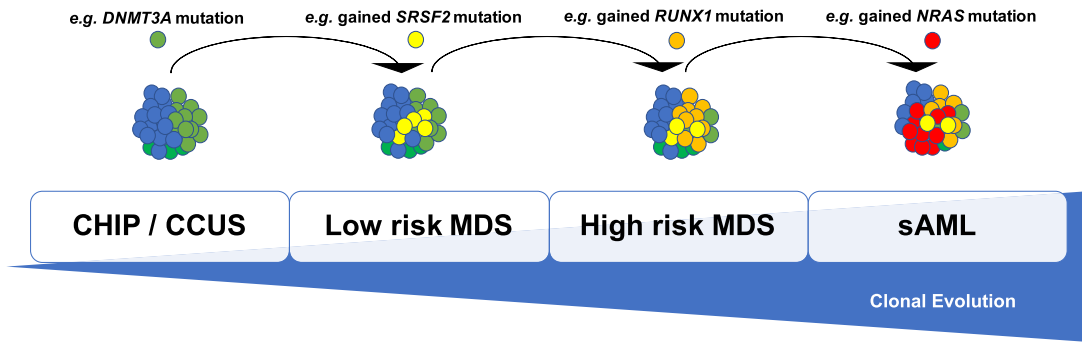 e.g. DNMT3A mutation
e.g. gained SRSF2 mutation
e.g. gained RUNX1 mutation
e.g. gained NRAS mutation
CHIP / CCUS
Low risk MDS
High risk MDS
sAML
Clonal Evolution